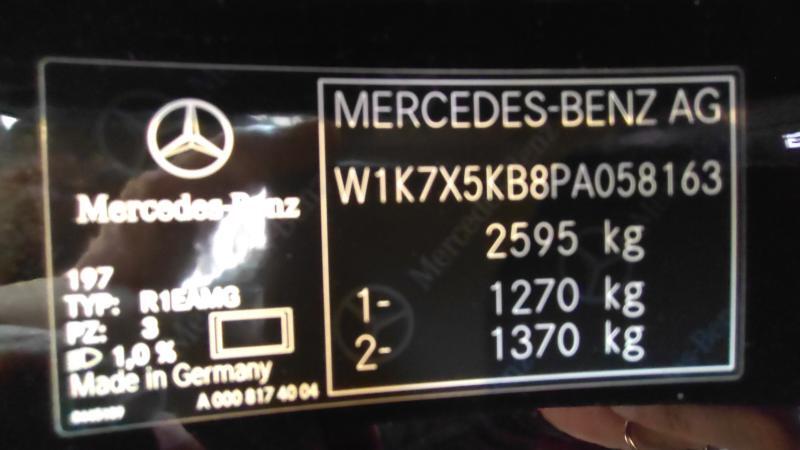 Mercedes-Benz
197
TYP: R1EAMG
PZ: 3
1,0 %
Made in Germany
A 000 817 40 04
MERCEDES-BENZ AG
W1K7X5KB8PA058163
2595 kg
1- 1270 kg
2- 1370 kg